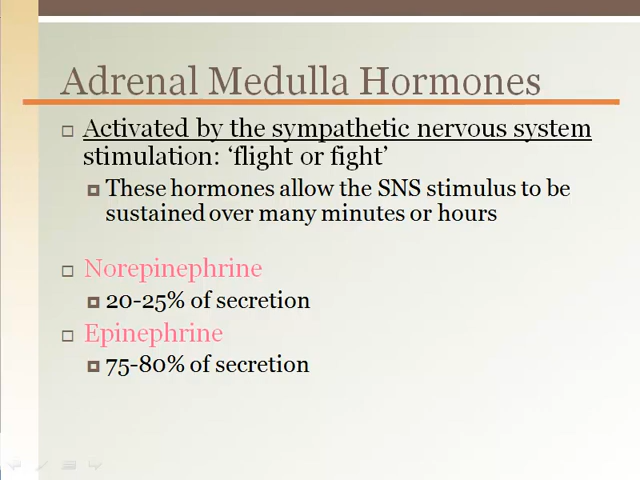 Adrenal Medulla Hormones
Activated by the sympathetic nervous system
stimulation: ‘flight or fight’
These hormones allow the SNS stimulus to be
sustained over many minutes or hours
Norepinephrine
20-25% of secretion
Epinephrine
75-80% of secretion